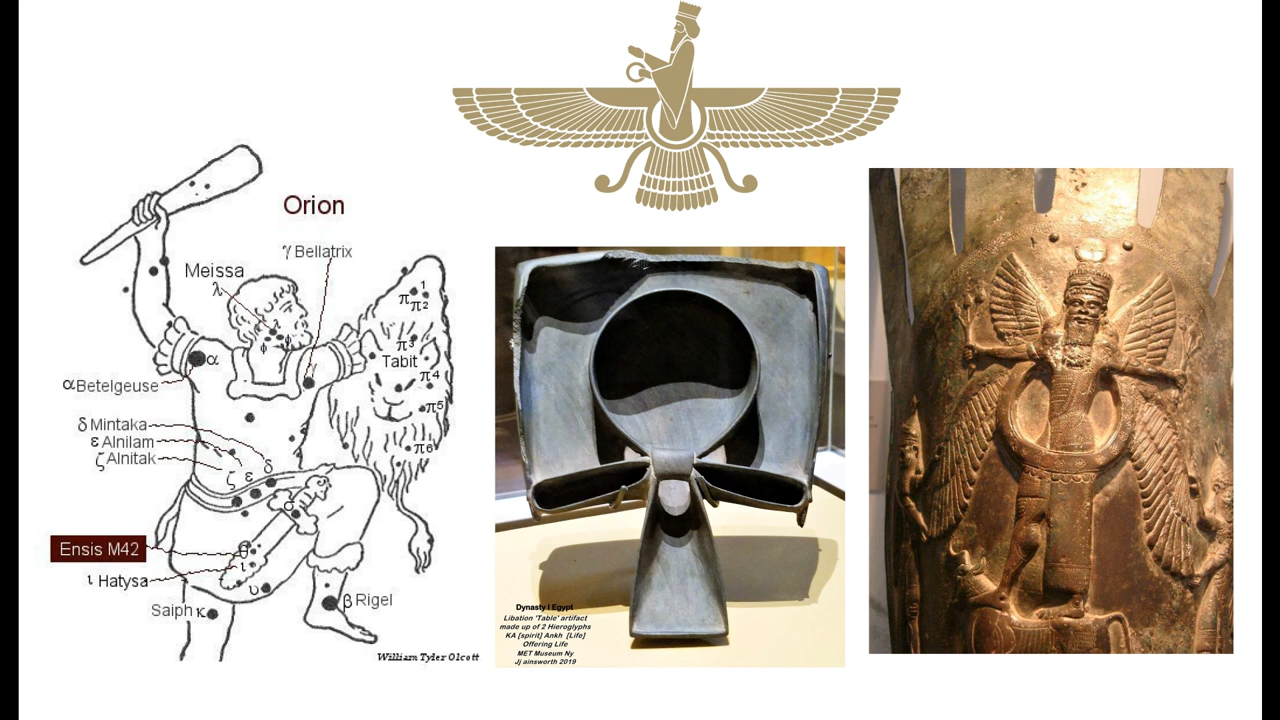 Orion
γ Bellatrix
Meissa
λ
π1
π2
π3
Tabit
π4
π5
π6
λ
ϕ
ϕ
γ
α
α Betelgeuse
δ Mintaka
ε Alnilam
ζ Alnitak
ζ ε δ
σ
Ensis M42
θ
ι
ι Hatysa
υ
Saiph κ
β Rigel
William Tyler Olcott
Dynasty I Egypt
Libation 'Table' artifact
made up of 2 Hieroglyphs
KA [spirit] Ankh [Life]
Offering Life
MET Museum Ny
Jj ainsworth 2019